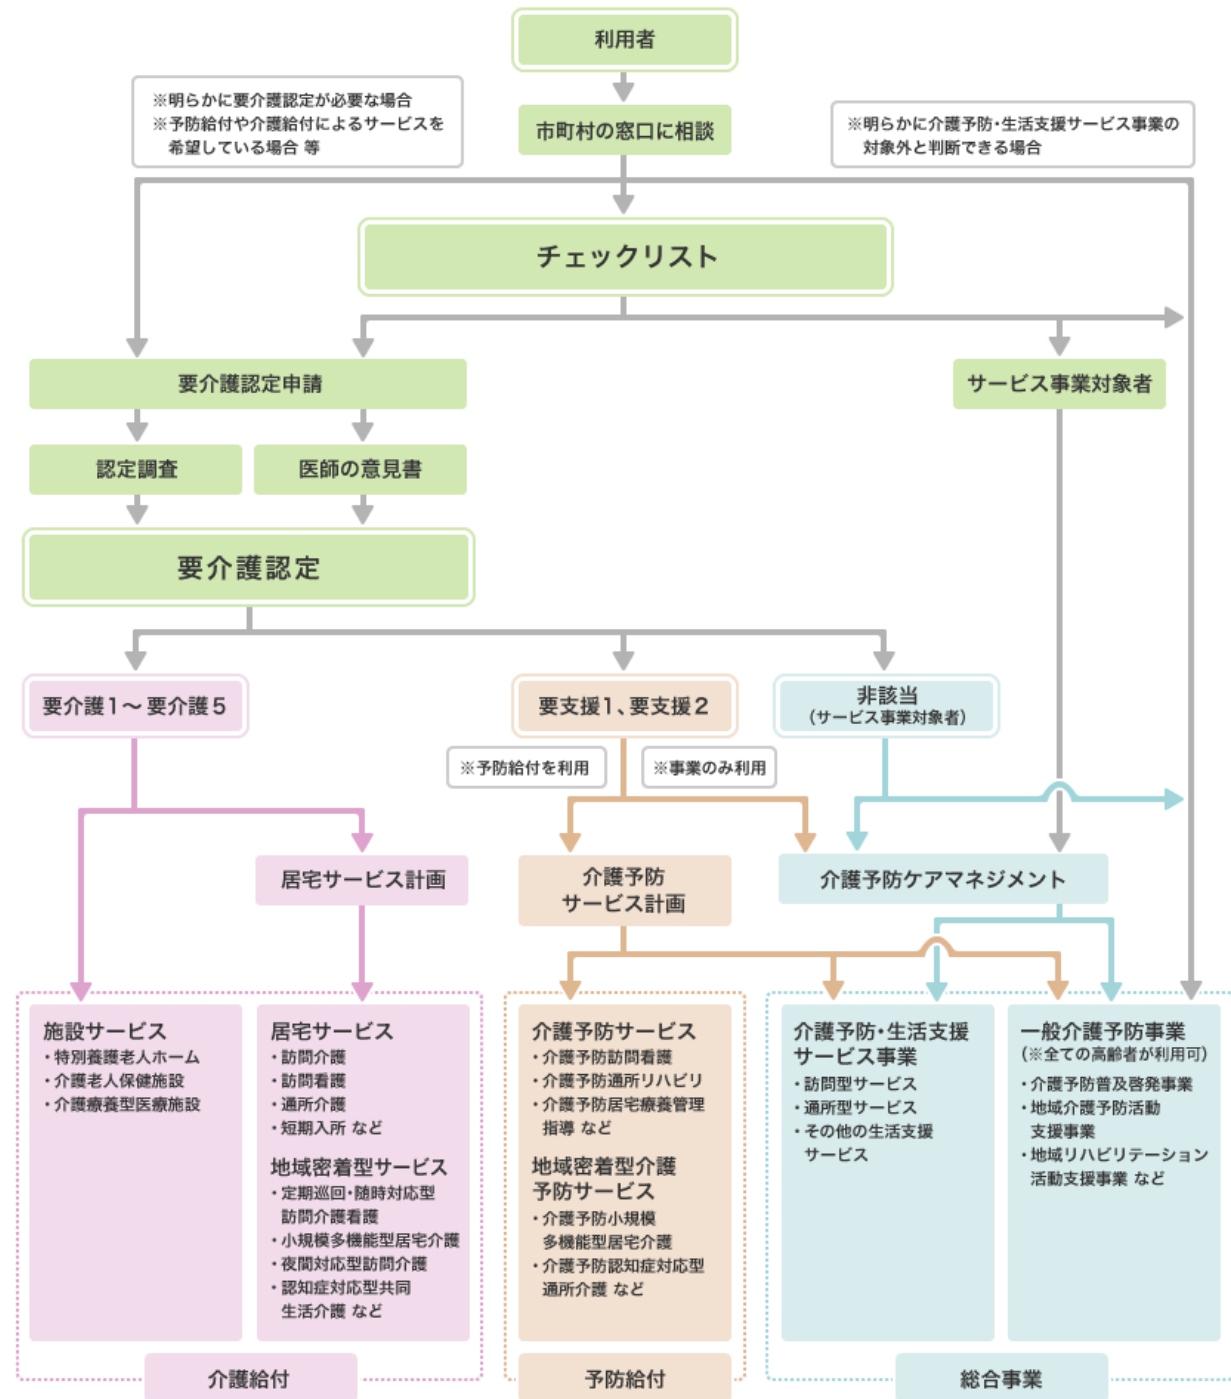 利用者
※明らかに要介護認定が必要な場合
※予防給付や介護給付によるサービスを
希望している場合 等
市町村の窓口に相談
※明らかに介護予防・生活支援サービス事業の
対象外と判断できる場合
チェックリスト
要介護認定申請
サービス事業対象者
認定調査
医師の意見書
要介護認定
要介護1〜要介護5
要支援1、要支援2
非該当
（サービス事業対象者）
※予防給付を利用
※事業のみ利用
居宅サービス計画
介護予防
サービス計画
介護予防ケアマネジメント
施設サービス
・特別養護老人ホーム
・介護老人保健施設
・介護療養型医療施設
居宅サービス
・訪問介護
・訪問看護
・通所介護
・短期入所 など
地域密着型サービス
・定期巡回・随時対応型
訪問介護看護
・小規模多機能型居宅介護
・夜間対応型訪問介護
・認知症対応型共同
生活介護 など
介護予防サービス
・介護予防訪問看護
・介護予防通所リハビリ
・介護予防居宅療養管理
指導 など
地域密着型介護
予防サービス
・介護予防小規模
多機能型居宅介護
・介護予防認知症対応型
通所介護 など
介護予防・生活支援
サービス事業
・訪問型サービス
・通所型サービス
・その他の生活支援
サービス
一般介護予防事業
（※全ての高齢者が利用可）
・介護予防普及啓発事業
・地域介護予防活動
支援事業
・地域リハビリテーション
活動支援事業 など
介護給付
予防給付
総合事業